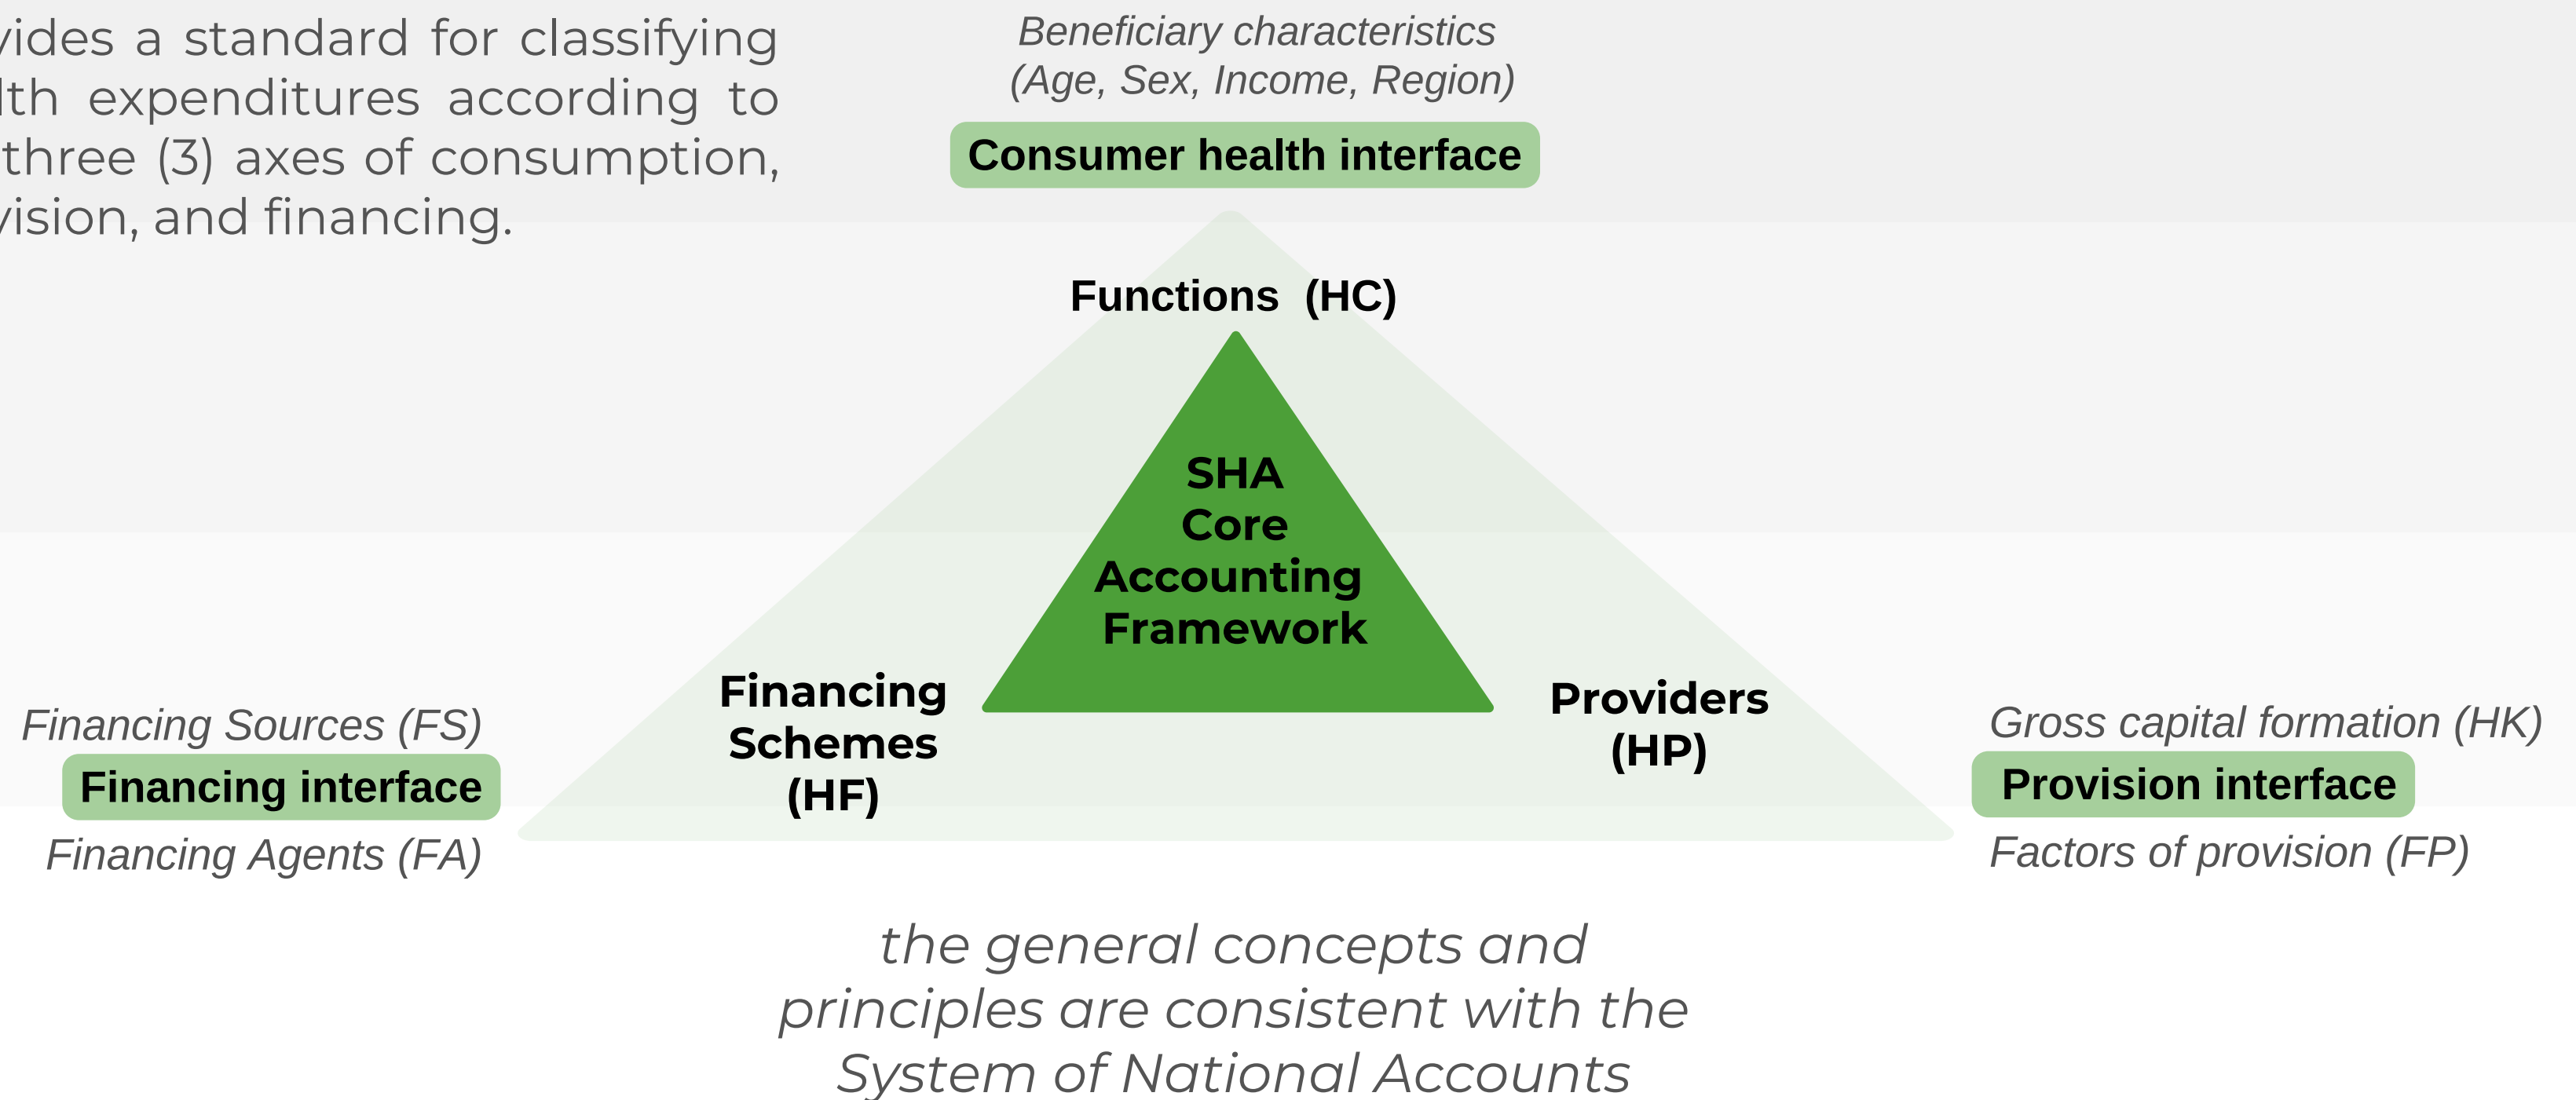 vides a standard for classifying
lth expenditures according to
three (3) axes of consumption,
vision, and financing.
Beneficiary characteristics
(Age, Sex, Income, Region)
Consumer health interface
Functions (HC)
SHA
Core
Accounting
Framework
Financing
Schemes
(HF)
Providers
(HP)
Financing Sources (FS)
Financing interface
Financing Agents (FA)
Gross capital formation (HK)
Provision interface
Factors of provision (FP)
the general concepts and
principles are consistent with the
System of National Accounts